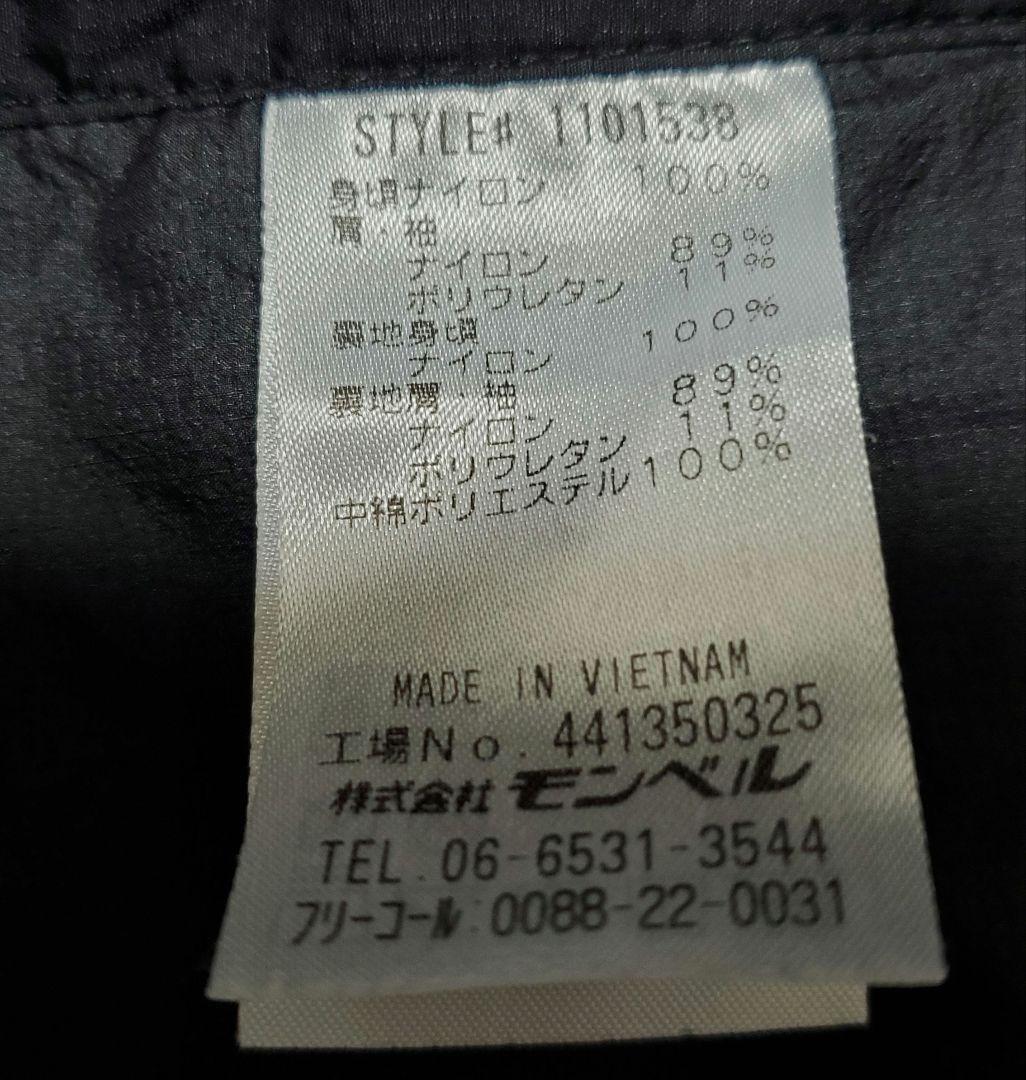 STYLE# 1101538
身頃ナイロン 100%
肩・袖
ナイロン 89%
ポリウレタン 11%
裏地身頃
ナイロン 100%
裏地肩・袖
ナイロン 89%
ポリウレタン 11%
中綿ポリエステル100%
MADE IN VIETNAM
工場No. 441350325
株式会社モンベル
TEL.06-6531-3544
フリーコール:0088-22-0031